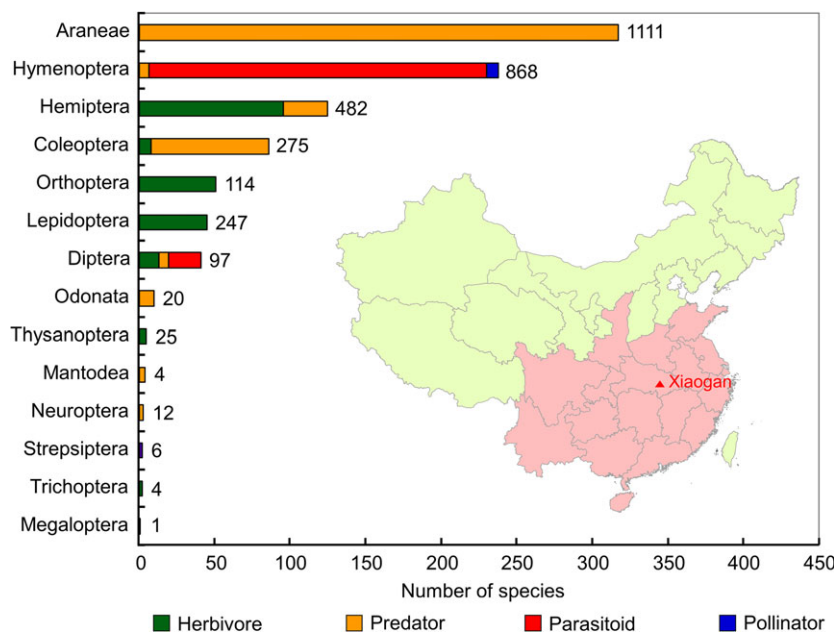 Araneae 1111
Hymenoptera 868
Hemiptera 482
Coleoptera 275
Orthoptera 114
Lepidoptera 247
Diptera 97
Odonata 20
Thysanoptera 25
Mantodea 4
Xiaogan
Neuroptera 12
Strepsiptera 6
Trichoptera 4
Megaloptera 1
0 50 100 150 200 250 300 350 400 450
Number of species
Herbivore Predator Parasitoid Pollinator